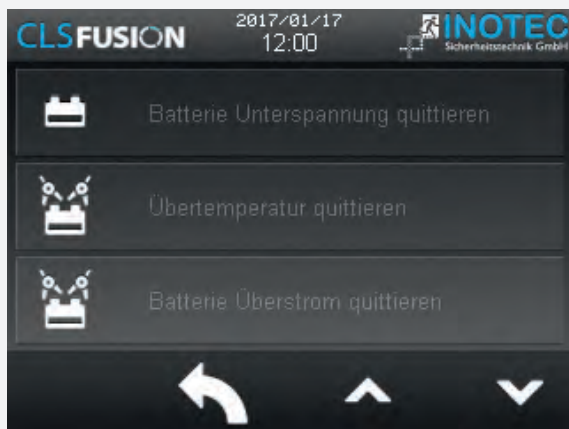 CLSFUSION
2017/01/17
12:00
INOTEC
Sicherheitstechnik GmbH
Batterie Unterspannung quittieren
Übertemperatur quittieren
Batterie Überstrom quittieren